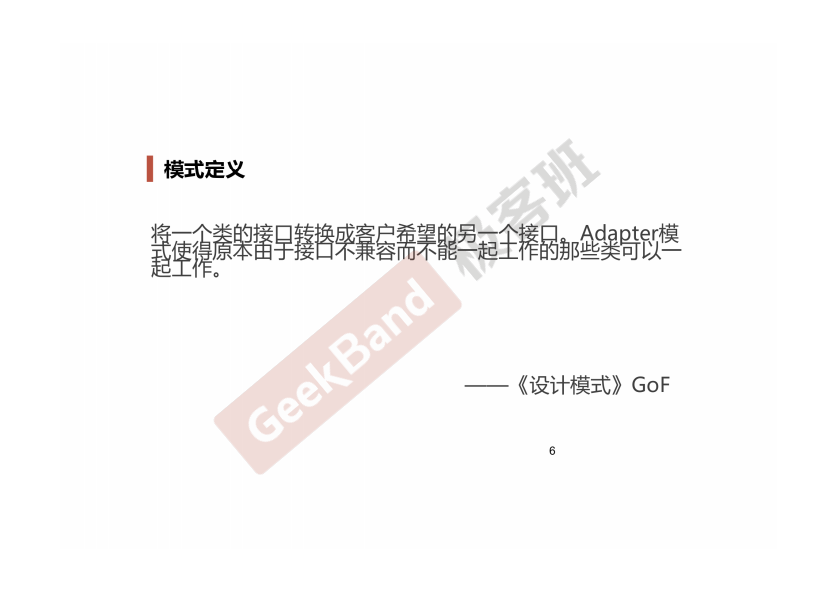 模式定义
将一个类的接口转换成客户希望的另一个接口。Adapter模
式使得原本由于接口不兼容而不能一起工作的那些类可以一
起工作。
——《设计模式》GoF
6
GeekBand 极客班